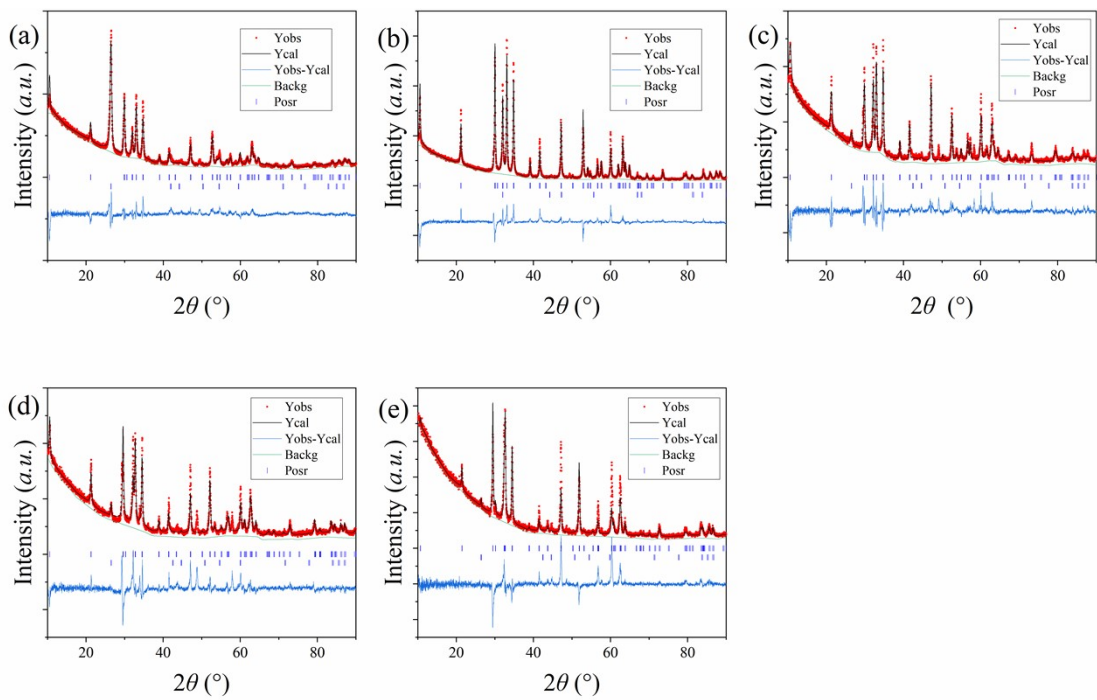 (a)
Intensity (a.u.)
Yobs
Ycal
Yobs-Ycal
Backg
Posr
20 40 60 80
2θ (°)
(b)
Intensity (a.u.)
Yobs
Ycal
Yobs-Ycal
Backg
Posr
20 40 60 80
2θ (°)
(c)
Intensity (a.u.)
Yobs
Ycal
Yobs-Ycal
Backg
Posr
20 40 60 80
2θ (°)
(d)
Intensity (a.u.)
Yobs
Ycal
Yobs-Ycal
Backg
Posr
20 40 60 80
2θ (°)
(e)
Intensity (a.u.)
Yobs
Ycal
Yobs-Ycal
Backg
Posr
20 40 60 80
2θ (°)